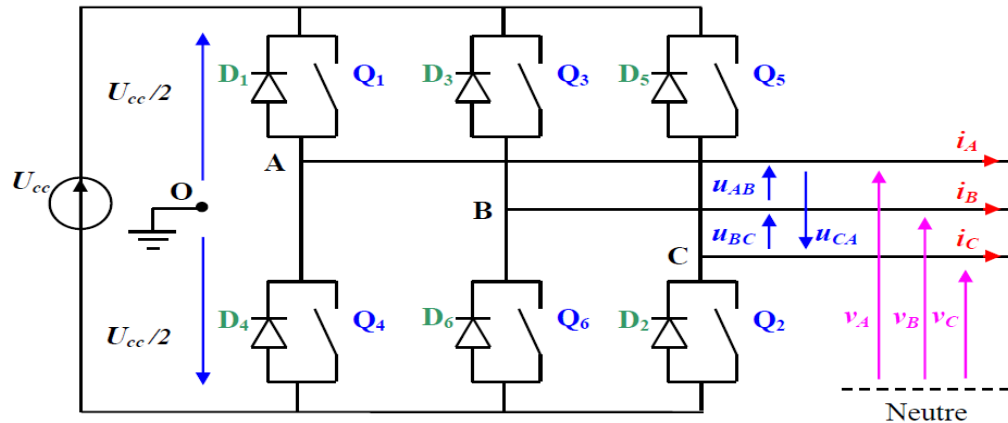 D1 Q1 D3 Q3 D5 Q5
Ucc/2
A iA
Ucc O uAB
B iB
uBC uCA
C iC
D4 Q4 D6 Q6 D2 Q2
Ucc/2 vA vB vC
Neutre